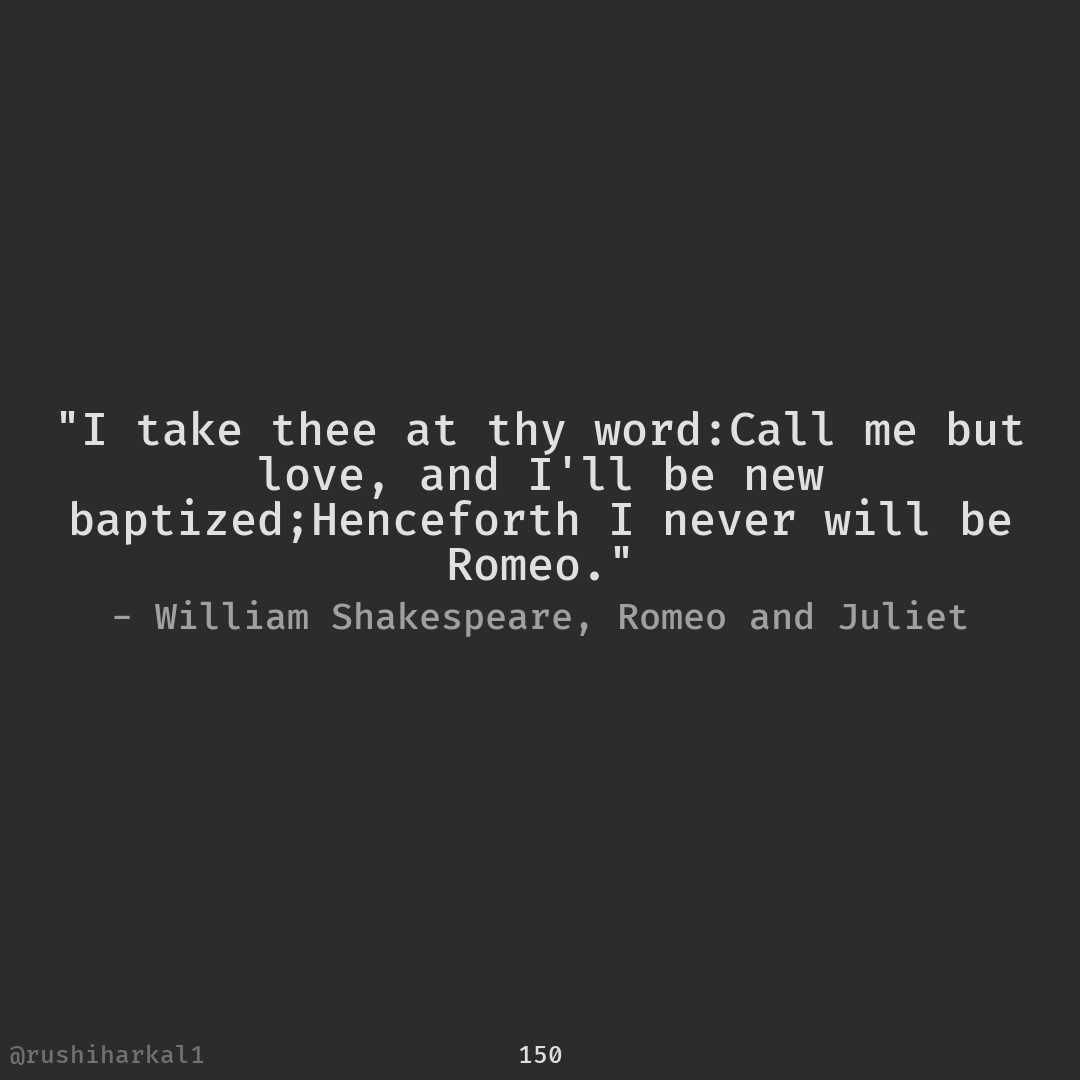 "I take thee at thy word:Call me but
love, and I'll be new
baptized;Henceforth I never will be
Romeo."
– William Shakespeare, Romeo and Juliet
@rushiharkal1
150